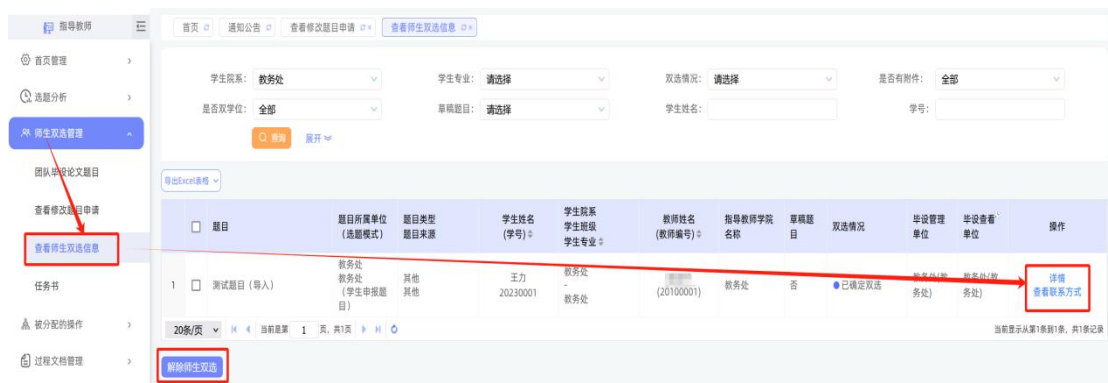 指导教师
首页 通知公告 查看修改题目申请 查看师生双选信息
首页管理
选题分析
师生双选管理
团队毕设论文题目
查看修改题目申请
查看师生双选信息
任务书
被分配的操作
过程文档管理
学生院系: 教务处 学生专业: 请选择 双选情况: 请选择 是否有附件: 全部
是否双学位: 全部 草稿题目: 请选择 学生姓名: 学号:
查询 展开
导出Excel表格
题目 题目所属单位(选题模式) 题目类型 题目来源 学生姓名(学号) 学生院系 学生班级 学生专业 教师姓名(教师编号) 指导教师学院名称 草稿题目 双选情况 毕设管理单位 毕设查看单位 操作
1 测试题目(导入) 教务处 教务处 (学生申报题目) 其他 其他 王力 20230001 教务处 - 教务处 (20100001) 教务处 否 已确定双选 教务处(教务处) 教务处(教务处) 详情 查看联系方式
20条/页 当前是第 1 页, 共1页 当前显示从第1条到1条, 共1条记录
解除师生双选